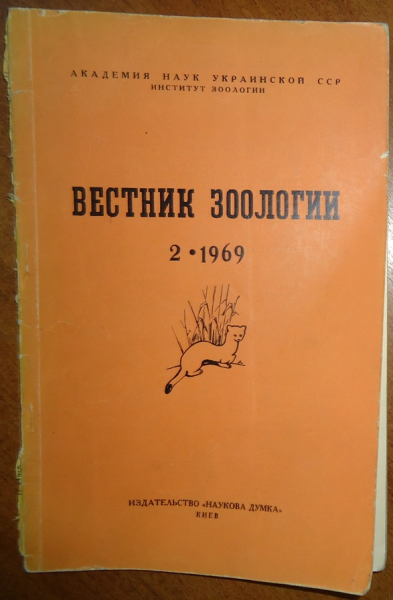 АКАДЕМИЯ НАУК УКРАИНСКОЙ ССР
ИНСТИТУТ ЗООЛОГИИ
ВЕСТНИК ЗООЛОГИИ
2 • 1969
ИЗДАТЕЛЬСТВО «НАУКОВА ДУМКА»
КИЕВ